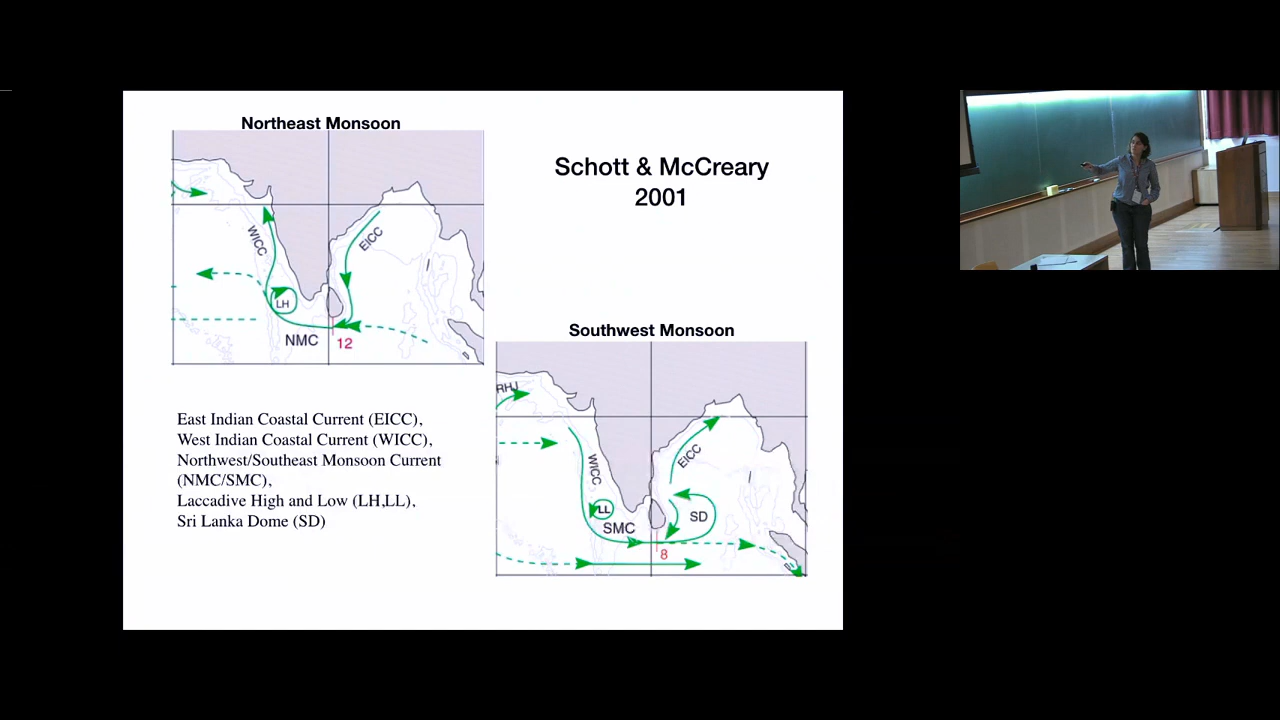 Northeast Monsoon
WICC
EICC
LH
NMC
12
Schott & McCreary
2001
Southwest Monsoon
RHJ
WICC
EICC
LL
SMC
SD
8
East Indian Coastal Current (EICC),
West Indian Coastal Current (WICC),
Northwest/Southeast Monsoon Current
(NMC/SMC),
Laccadive High and Low (LH,LL),
Sri Lanka Dome (SD)